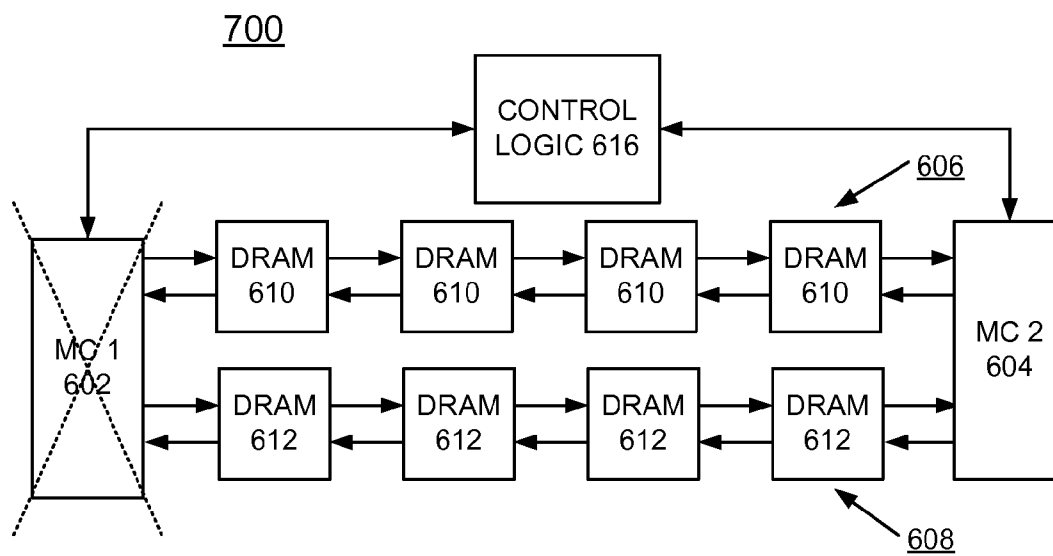 700
CONTROL
LOGIC 616
606
DRAM
610
DRAM
610
DRAM
610
DRAM
610
MC 1
602
MC 2
604
DRAM
612
DRAM
612
DRAM
612
DRAM
612
608